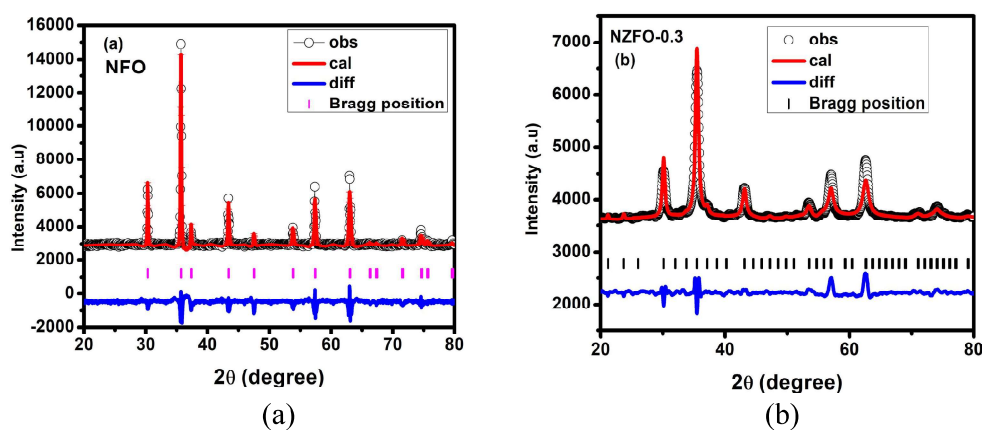 (a)
NFO
obs
cal
diff
Bragg position
16000
14000
12000
10000
8000
6000
4000
2000
0
-2000
Intensity (a.u)
20 30 40 50 60 70 80
2θ (degree)
(a)
NZFO-0.3
(b)
obs
cal
diff
Bragg position
7000
6000
5000
4000
3000
2000
Intensity (a.u)
20 40 60 80
2θ (degree)
(b)